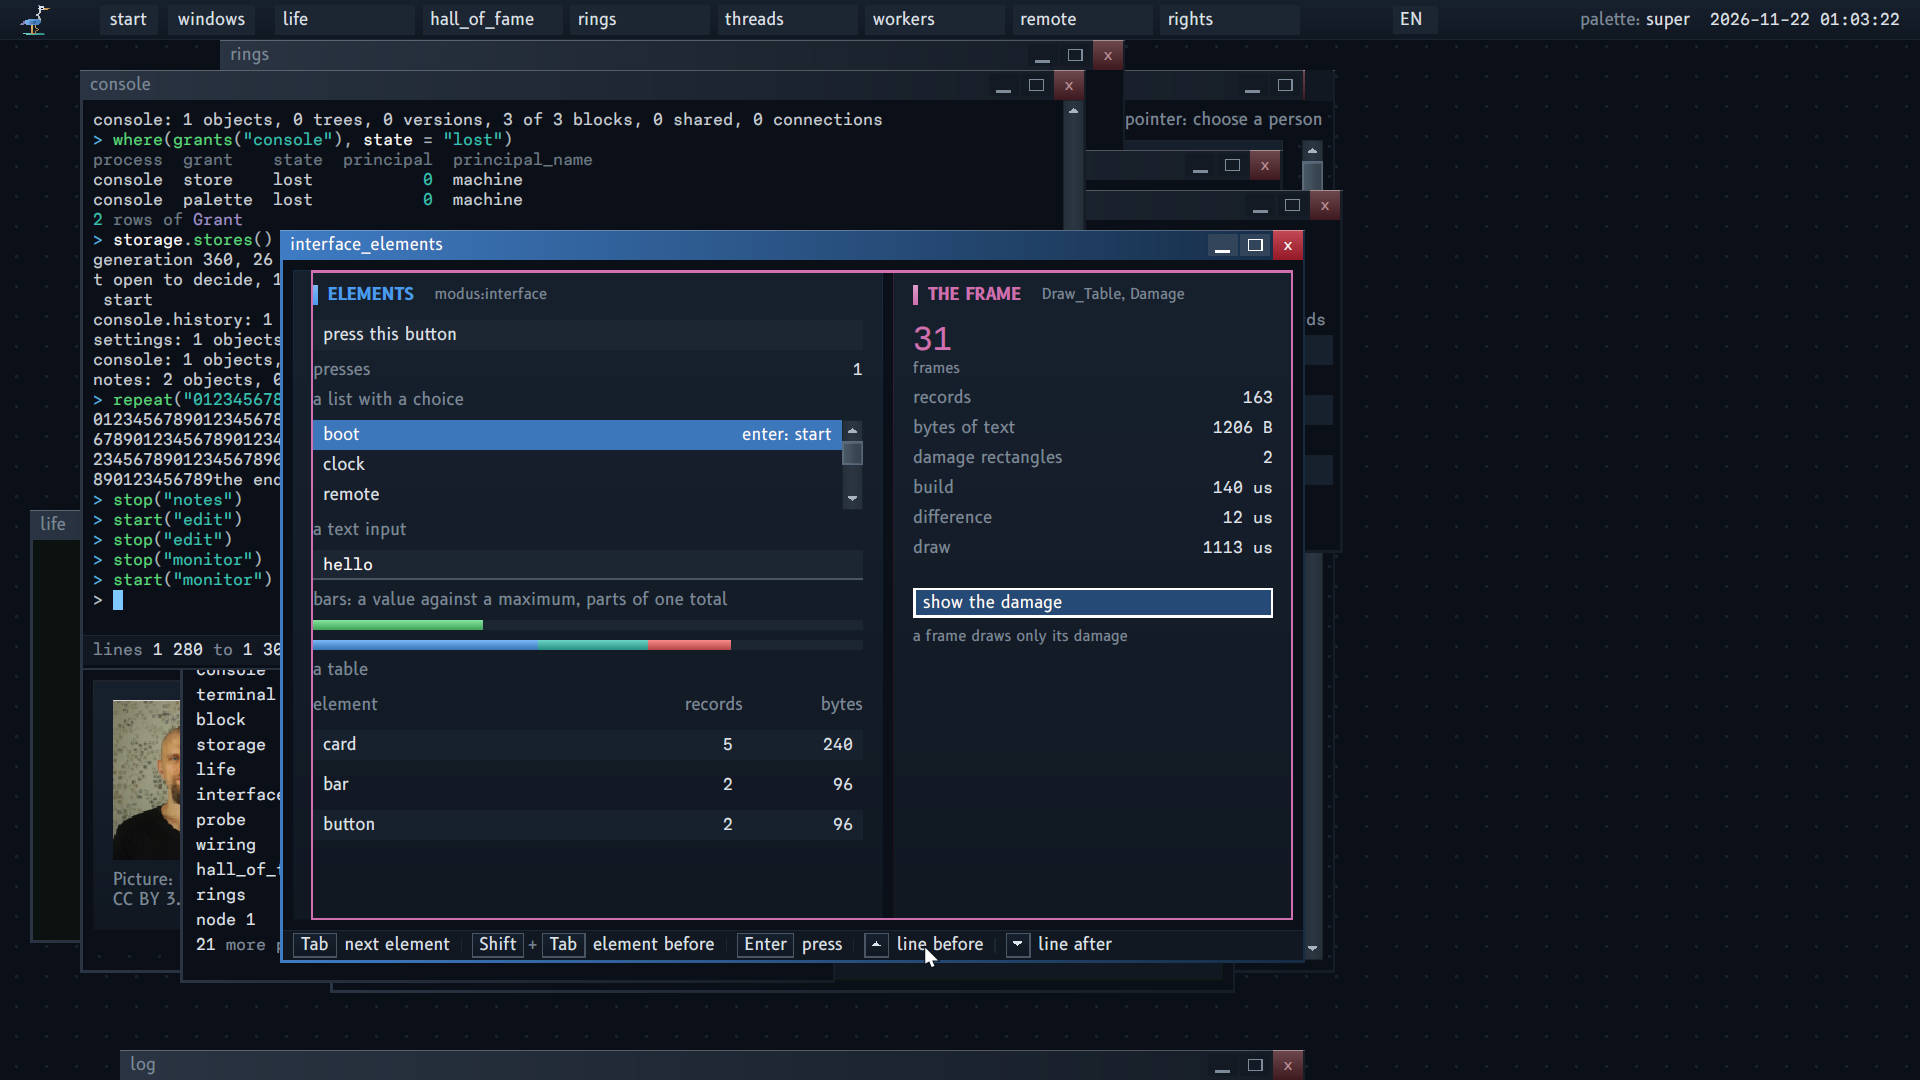 start windows life hall_of_fame rings threads workers remote rights EN palette: super 2026-11-22 01:03:22
rings
console
console: 1 objects, 0 trees, 0 versions, 3 of 3 blocks, 0 shared, 0 connections
> where(grants("console"), state = "lost")
process grant state principal principal_name
console store lost 0 machine
console palette lost 0 machine
2 rows of Grant
> storage.stores()
generation 360, 26
t open to decide, 1
start
console.history: 1
settings: 1 objects
console: 1 objects,
notes: 2 objects, 0
> repeat("012345678
0123456789012345678
6789012345678901234
2345678901234567890
890123456789the end
> stop("notes")
> start("edit")
> stop("edit")
> stop("monitor")
> start("monitor")
>
lines 1 280 to 1 30
pointer: choose a person
ds
life
Picture:
CC BY 3.
console
terminal
block
storage
life
interface
probe
wiring
hall_of_f
rings
node 1
21 more p
interface_elements
ELEMENTS modus:interface
press this button
presses 1
a list with a choice
boot enter: start
clock
remote
a text input
hello
bars: a value against a maximum, parts of one total
a table
element records bytes
card 5 240
bar 2 96
button 2 96
THE FRAME Draw_Table, Damage
31
frames
records 163
bytes of text 1206 B
damage rectangles 2
build 140 us
difference 12 us
draw 1113 us
show the damage
a frame draws only its damage
Tab next element Shift + Tab element before Enter press line before line after
log